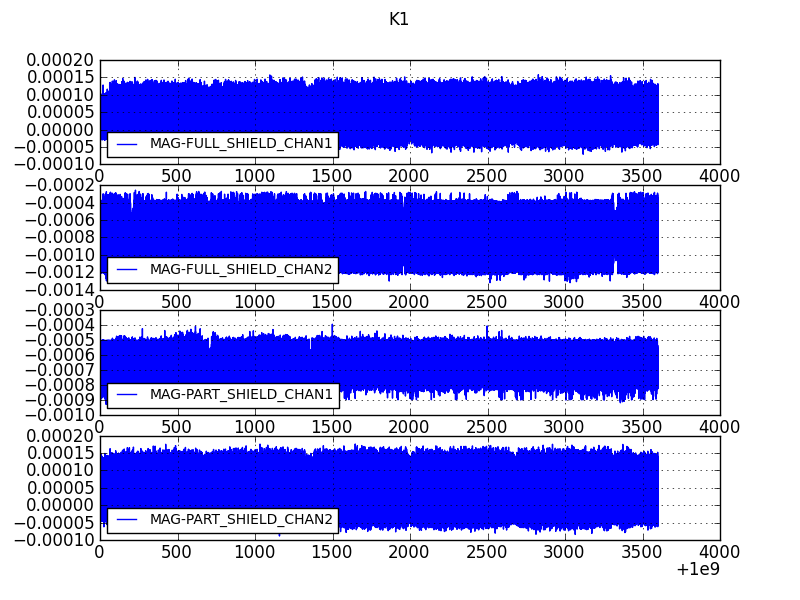 K1
0.00020
0.00015
0.00010
0.00005
0.00000
−0.00005
−0.00010
MAG-FULL_SHIELD_CHAN1
0 500 1000 1500 2000 2500 3000 3500 4000
−0.0002
−0.0004
−0.0006
−0.0008
−0.0010
−0.0012
−0.0014
MAG-FULL_SHIELD_CHAN2
0 500 1000 1500 2000 2500 3000 3500 4000
−0.0003
−0.0004
−0.0005
−0.0006
−0.0007
−0.0008
−0.0009
−0.0010
MAG-PART_SHIELD_CHAN1
0 500 1000 1500 2000 2500 3000 3500 4000
0.00020
0.00015
0.00010
0.00005
0.00000
−0.00005
−0.00010
MAG-PART_SHIELD_CHAN2
0 500 1000 1500 2000 2500 3000 3500 4000
+1e9